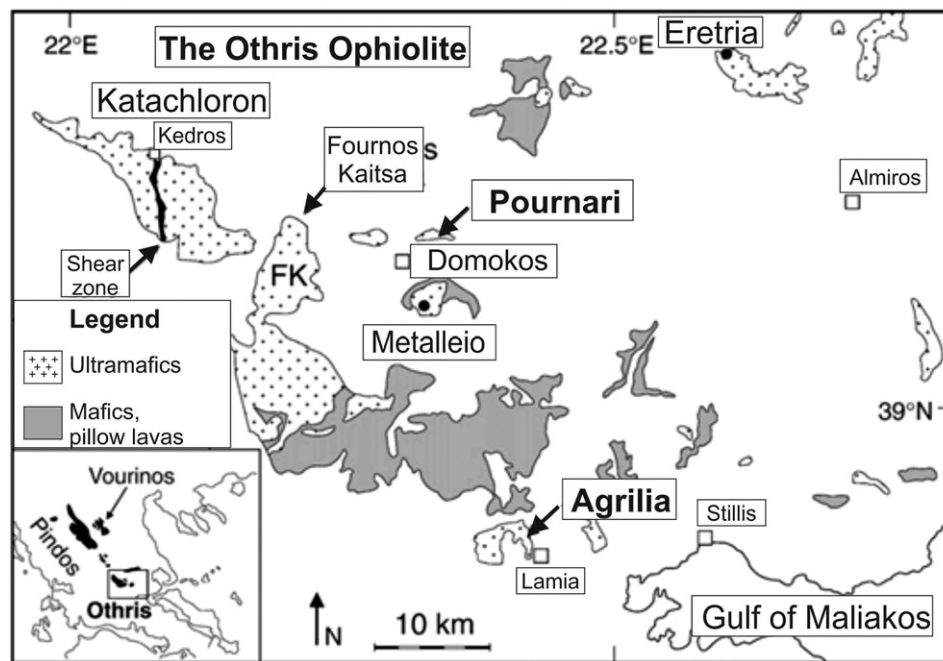 22°E
The Othris Ophiolite
22.5°E
Eretria
Katachloron
Kedros
Fournos
Kaitsa
s
Almiros
Pournari
Shear
zone
FK
Domokos
Legend
Metalleio
Ultramafics
39°N
Mafics,
pillow lavas
Vourinos
Pindos
Agrilia
Stillis
Othris
Lamia
N
10 km
Gulf of Maliakos